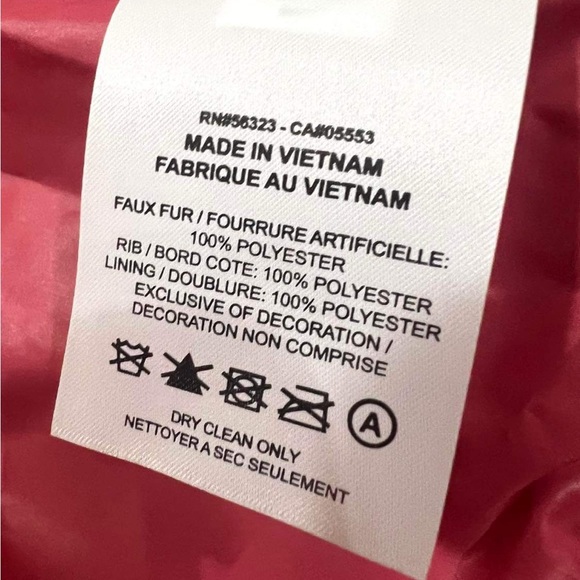 RN#56323 - CA#05553
MADE IN VIETNAM
FABRIQUE AU VIETNAM
FAUX FUR / FOURRURE ARTIFICIELLE:
100% POLYESTER
RIB / BORD COTE: 100% POLYESTER
LINING / DOUBLURE: 100% POLYESTER
EXCLUSIVE OF DECORATION /
DECORATION NON COMPRISE
A
DRY CLEAN ONLY
NETTOYER A SEC SEULEMENT